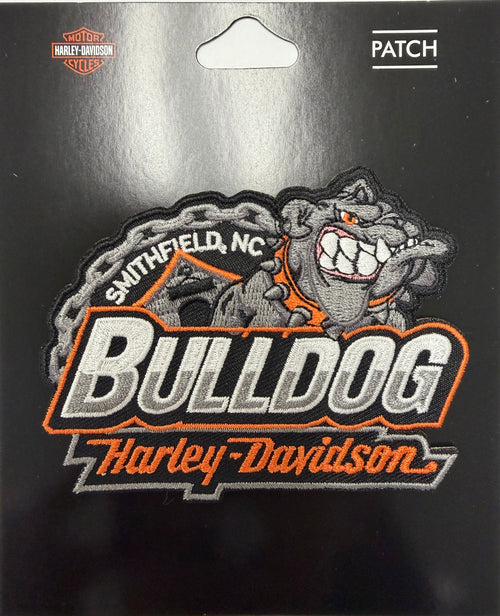 MOTOR
HARLEY-DAVIDSON
CYCLES
PATCH
SMITHFIELD, NC
BULLDOG
Harley-Davidson